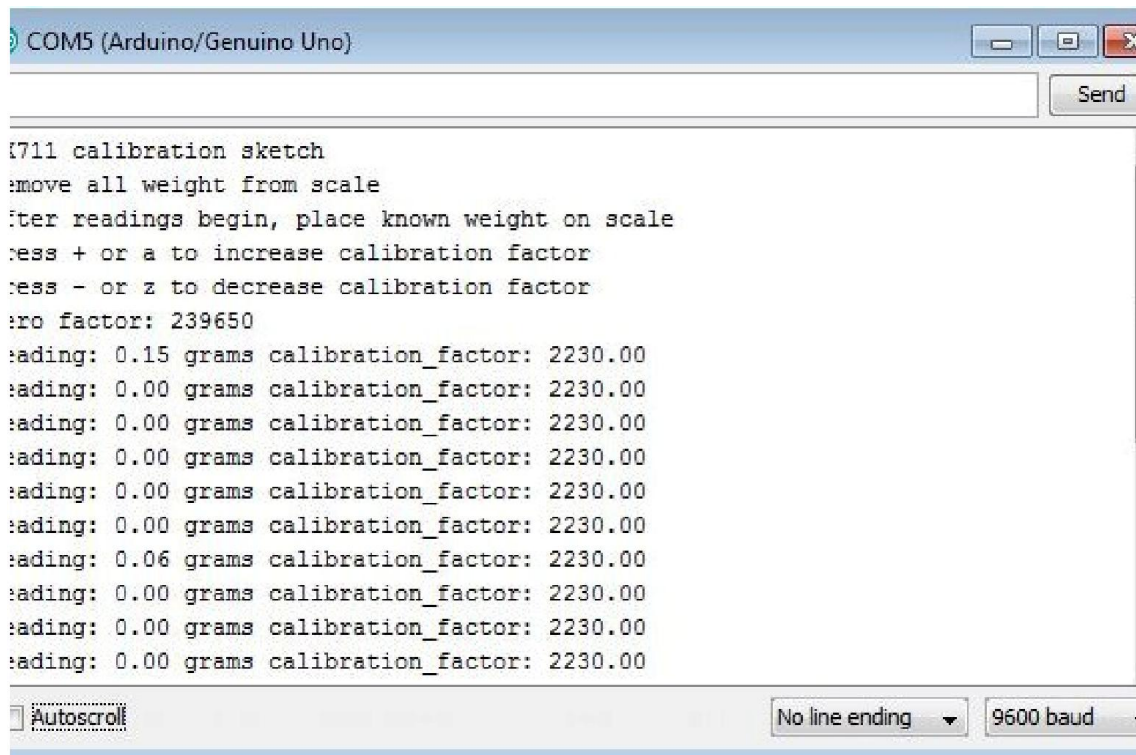 COM5 (Arduino/Genuino Uno)
Send
X711 calibration sketch
emove all weight from scale
fter readings begin, place known weight on scale
ress + or a to increase calibration factor
ress - or z to decrease calibration factor
ero factor: 239650
eading: 0.15 grams calibration_factor: 2230.00
eading: 0.00 grams calibration_factor: 2230.00
eading: 0.00 grams calibration_factor: 2230.00
eading: 0.00 grams calibration_factor: 2230.00
eading: 0.00 grams calibration_factor: 2230.00
eading: 0.00 grams calibration_factor: 2230.00
eading: 0.06 grams calibration_factor: 2230.00
eading: 0.00 grams calibration_factor: 2230.00
eading: 0.00 grams calibration_factor: 2230.00
eading: 0.00 grams calibration_factor: 2230.00
Autoscroll No line ending 9600 baud